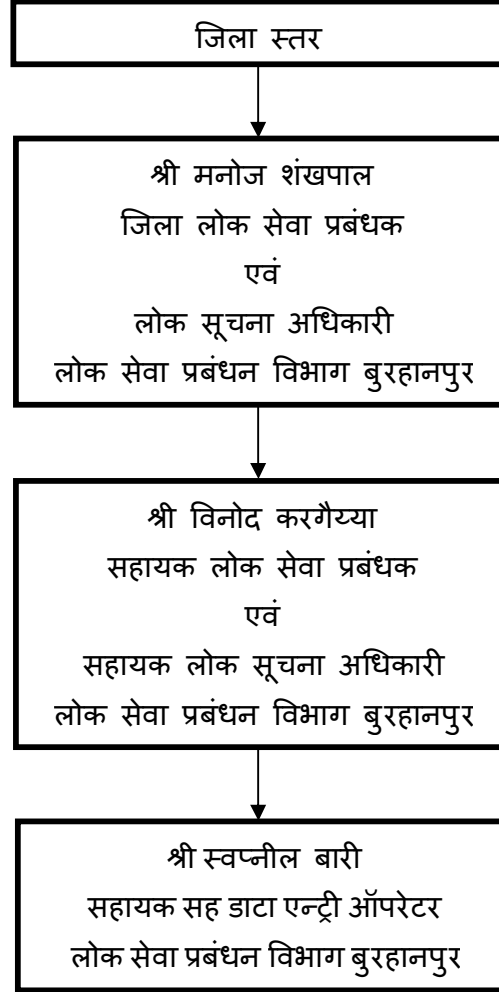 जिला स्तर
श्री मनोज शंखपाल
जिला लोक सेवा प्रबंधक
एवं
लोक सूचना अधिकारी
लोक सेवा प्रबंधन विभाग बुरहानपुर
श्री विनोद करगैय्या
सहायक लोक सेवा प्रबंधक
एवं
सहायक लोक सूचना अधिकारी
लोक सेवा प्रबंधन विभाग बुरहानपुर
श्री स्वप्नील बारी
सहायक सह डाटा एन्ट्री ऑपरेटर
लोक सेवा प्रबंधन विभाग बुरहानपुर